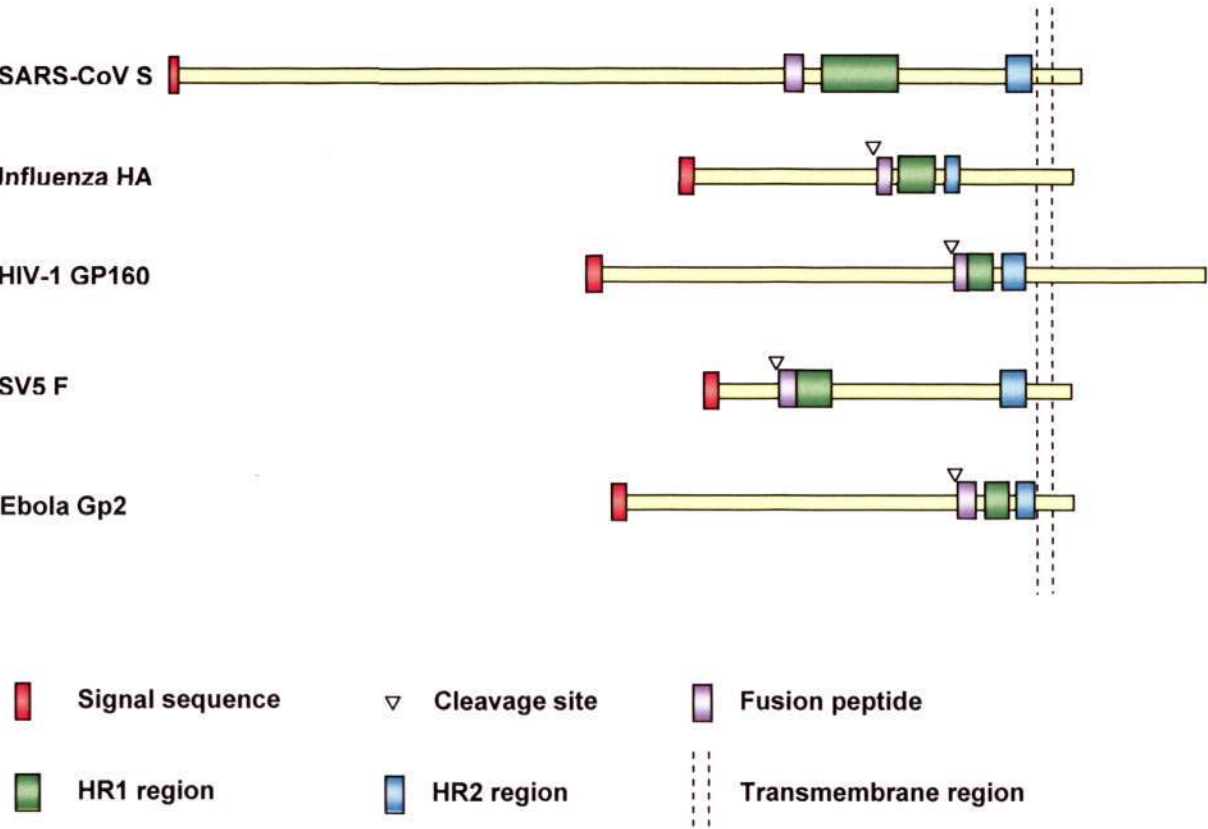 SARS-CoV S
Influenza HA
HIV-1 GP160
SV5 F
Ebola Gp2
Signal sequence
Cleavage site
Fusion peptide
HR1 region
HR2 region
Transmembrane region